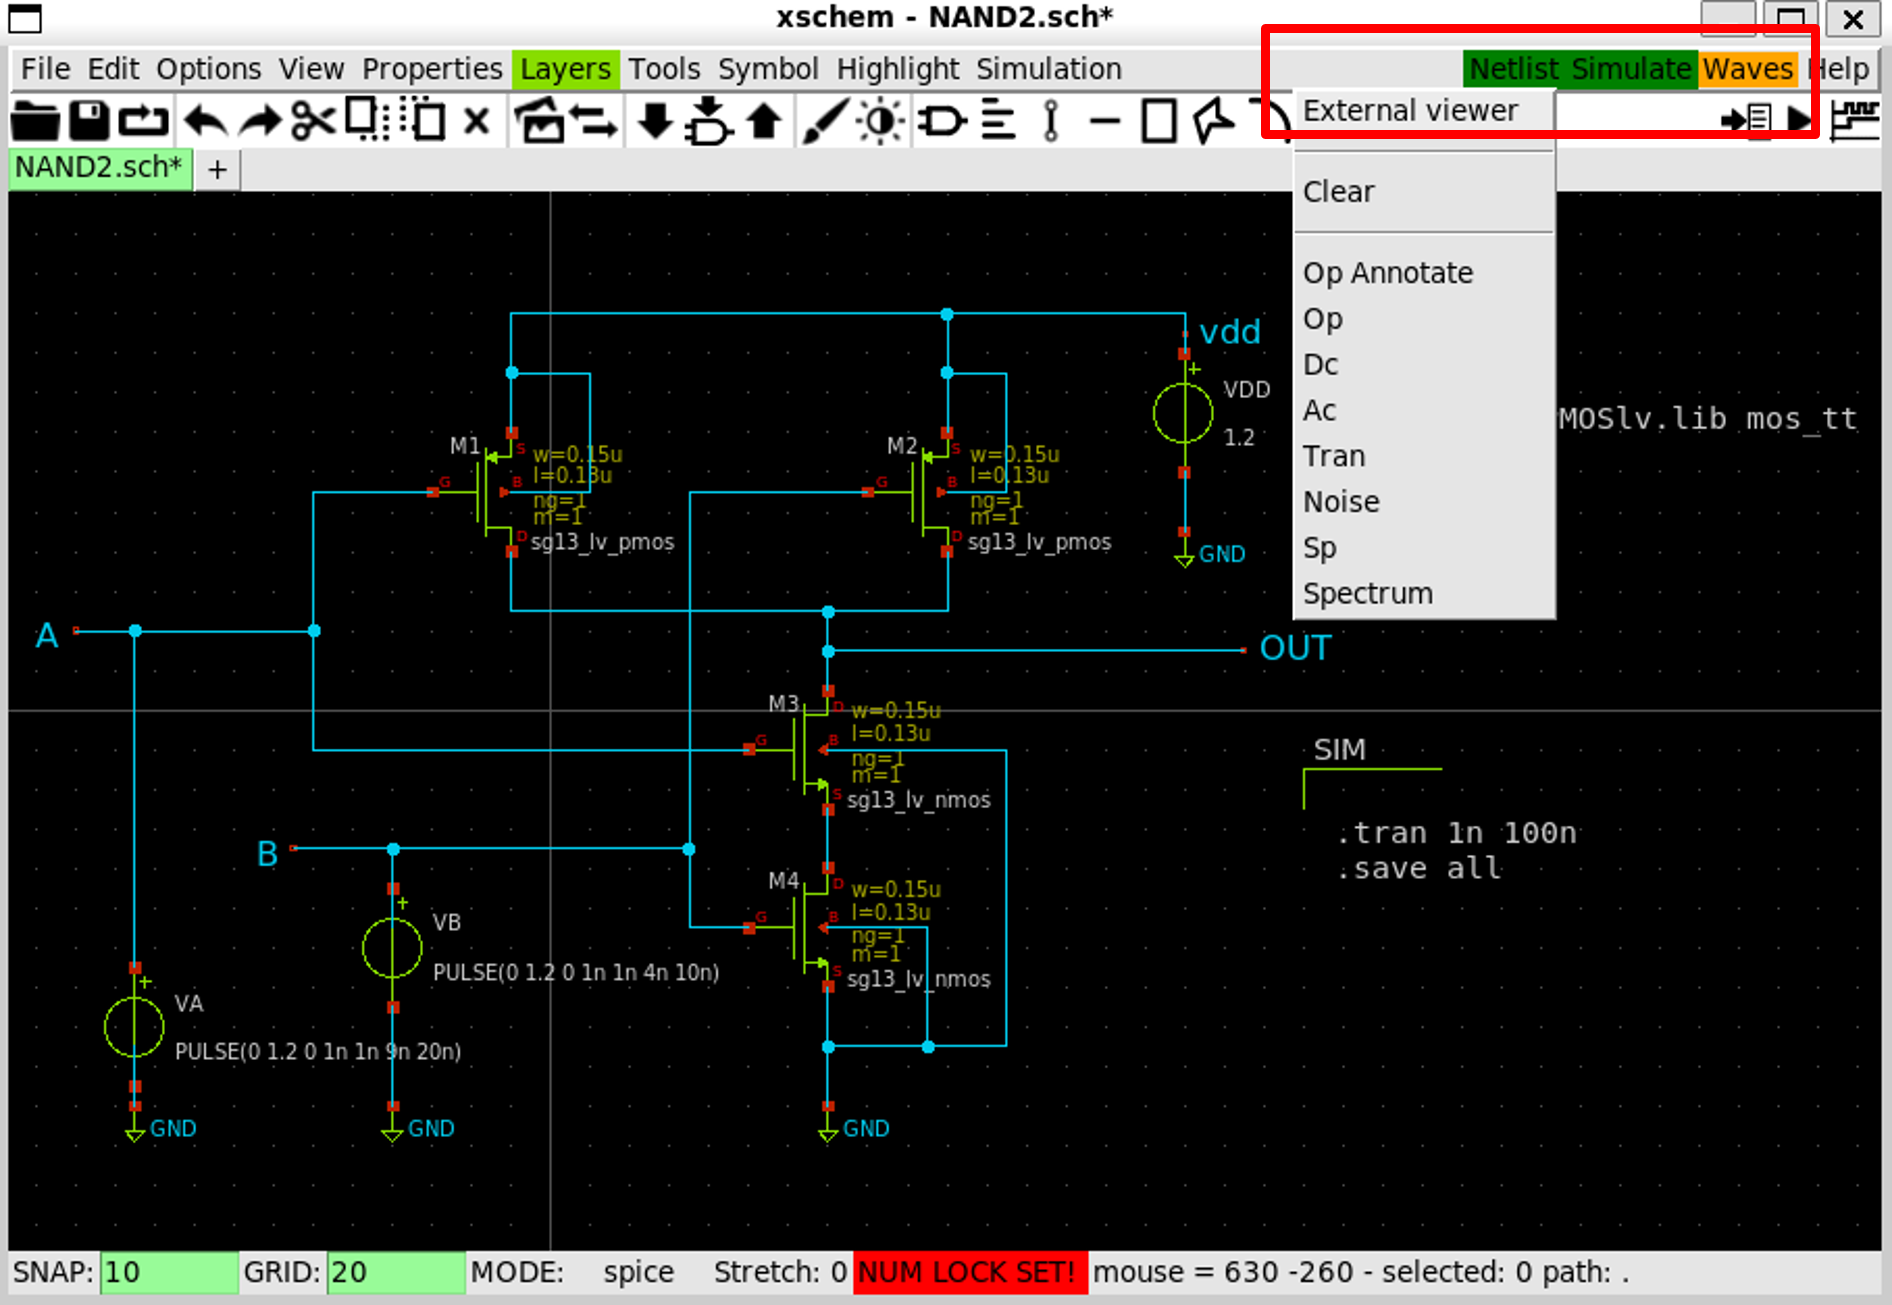 xschem - NAND2.sch*
File Edit Options View Properties Layers Tools Symbol Highlight Simulation Netlist Simulate Waves Help
NAND2.sch* +
External viewer
Clear
Op Annotate
Op
Dc
Ac
Tran
Noise
Sp
Spectrum
vdd
VDD
1.2
GND
MOSlv.lib mos_tt
M1
S
w=0.15u
l=0.13u
G
B
ng=1
m=1
D
sg13_lv_pmos
M2
S
w=0.15u
l=0.13u
G
B
ng=1
m=1
D
sg13_lv_pmos
A
OUT
M3
D
w=0.15u
l=0.13u
G
B
ng=1
m=1
S
sg13_lv_nmos
SIM
.tran 1n 100n
.save all
B
M4
D
w=0.15u
l=0.13u
G
B
ng=1
m=1
S
sg13_lv_nmos
+
VB
PULSE(0 1.2 0 1n 1n 4n 10n)
+
VA
PULSE(0 1.2 0 1n 1n 9n 20n)
GND
GND
GND
SNAP: 10 GRID: 20 MODE: spice Stretch: 0 NUM LOCK SET! mouse = 630 -260 - selected: 0 path: .